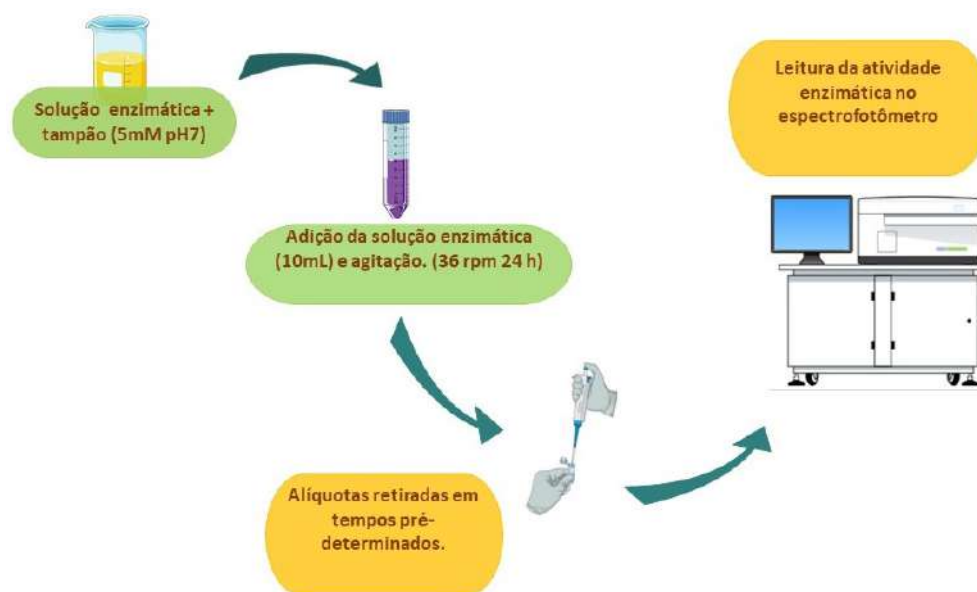 Solução enzimática +
tampão (5mM pH7)
Adição da solução enzimática
(10mL) e agitação. (36 rpm 24 h)
Alíquotas retiradas em
tempos pré-
determinados.
Leitura da atividade
enzimática no
espectrofotômetro